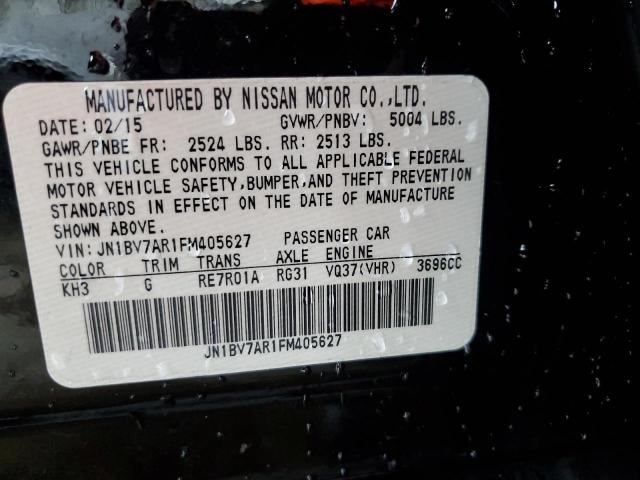 MANUFACTURED BY NISSAN MOTOR CO.,LTD.
DATE: 02/15 GVWR/PNBV: 5004 LBS.
GAWR/PNBE FR: 2524 LBS. RR: 2513 LBS.
THIS VEHICLE CONFORMS TO ALL APPLICABLE FEDERAL
MOTOR VEHICLE SAFETY,BUMPER,AND THEFT PREVENTION
STANDARDS IN EFFECT ON THE DATE OF MANUFACTURE
SHOWN ABOVE.
VIN:JN1BV7AR1FM405627 PASSENGER CAR
COLOR TRIM TRANS AXLE ENGINE
KH3 G RE7R01A RG31 VQ37(VHR) 3696CC
JN1BV7AR1FM405627